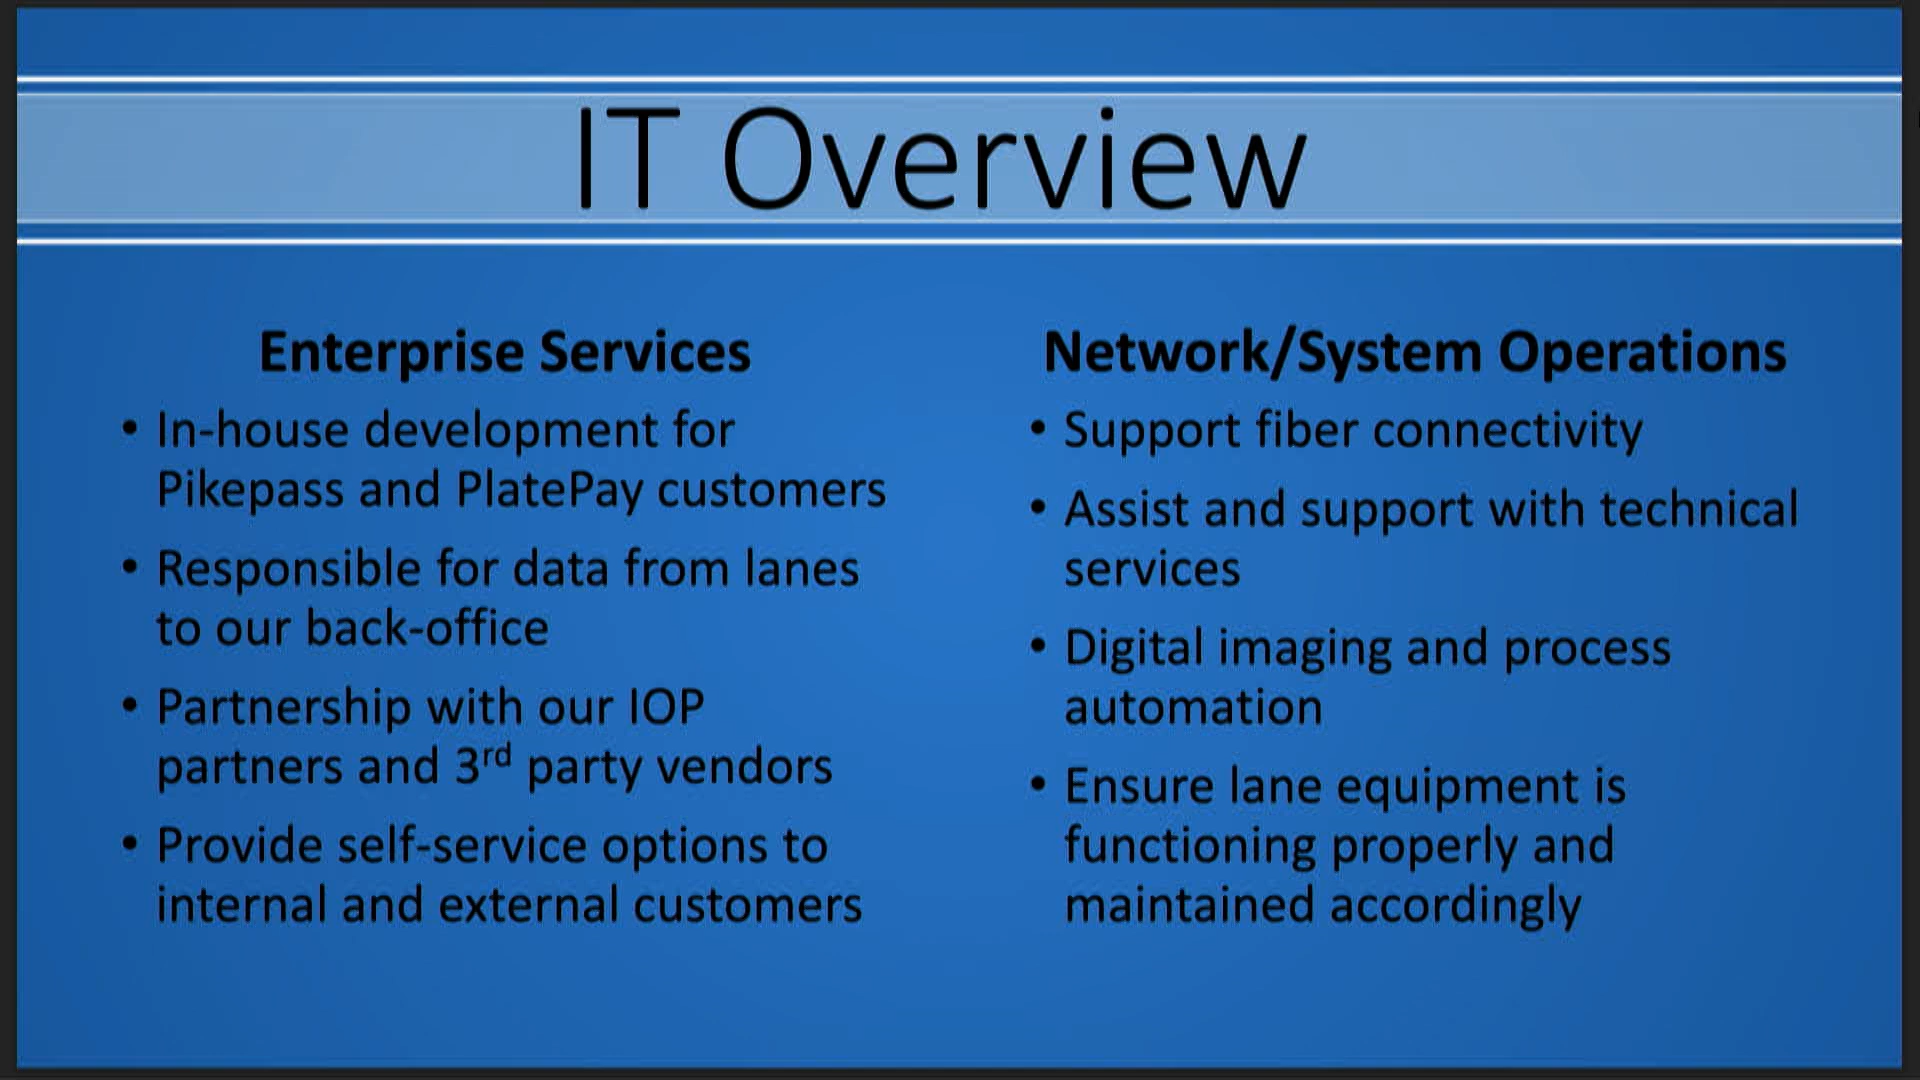 IT Overview
Enterprise Services
• In-house development for
Pikepass and PlatePay customers
• Responsible for data from lanes
to our back-office
• Partnership with our IOP
partners and 3rd party vendors
• Provide self-service options to
internal and external customers
Network/System Operations
• Support fiber connectivity
• Assist and support with technical
services
• Digital imaging and process
automation
• Ensure lane equipment is
functioning properly and
maintained accordingly